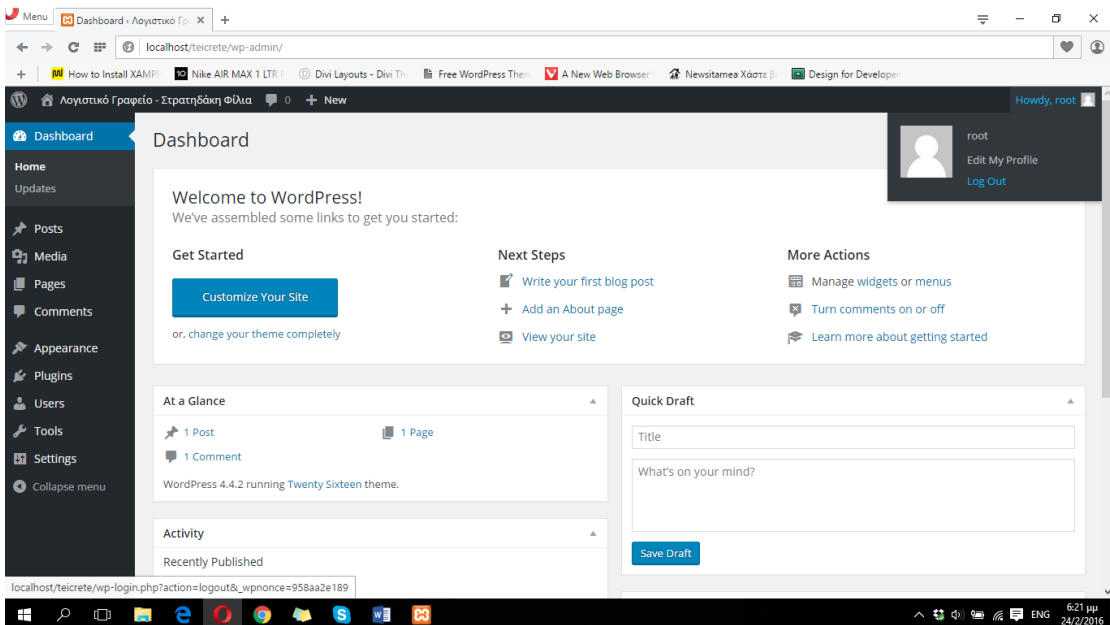 Menu
Dashboard ‹ Λογιστικό Γρ
localhost/teicrete/wp-admin/
How to Install XAMP
Nike AIR MAX 1 LTR
Divi Layouts - Divi Th
Free WordPress Them
A New Web Browser
Newsitamea Χάστε β
Design for Developer
Λογιστικό Γραφείο - Στρατηδάκη Φίλια 0 + New
Howdy, root
Dashboard
Home
Updates
Posts
Media
Pages
Comments
Appearance
Plugins
Users
Tools
Settings
Collapse menu
root
Edit My Profile
Log Out
Dashboard
Welcome to WordPress!
We've assembled some links to get you started:
Get Started
Customize Your Site
or, change your theme completely
Next Steps
Write your first blog post
Add an About page
View your site
More Actions
Manage widgets or menus
Turn comments on or off
Learn more about getting started
At a Glance
1 Post
1 Page
1 Comment
WordPress 4.4.2 running Twenty Sixteen theme.
Activity
Recently Published
Quick Draft
Title
What's on your mind?
Save Draft
localhost/teicrete/wp-login.php?action=logout&_wpnonce=958aa2e189
ENG
6:21 μμ
24/2/2016